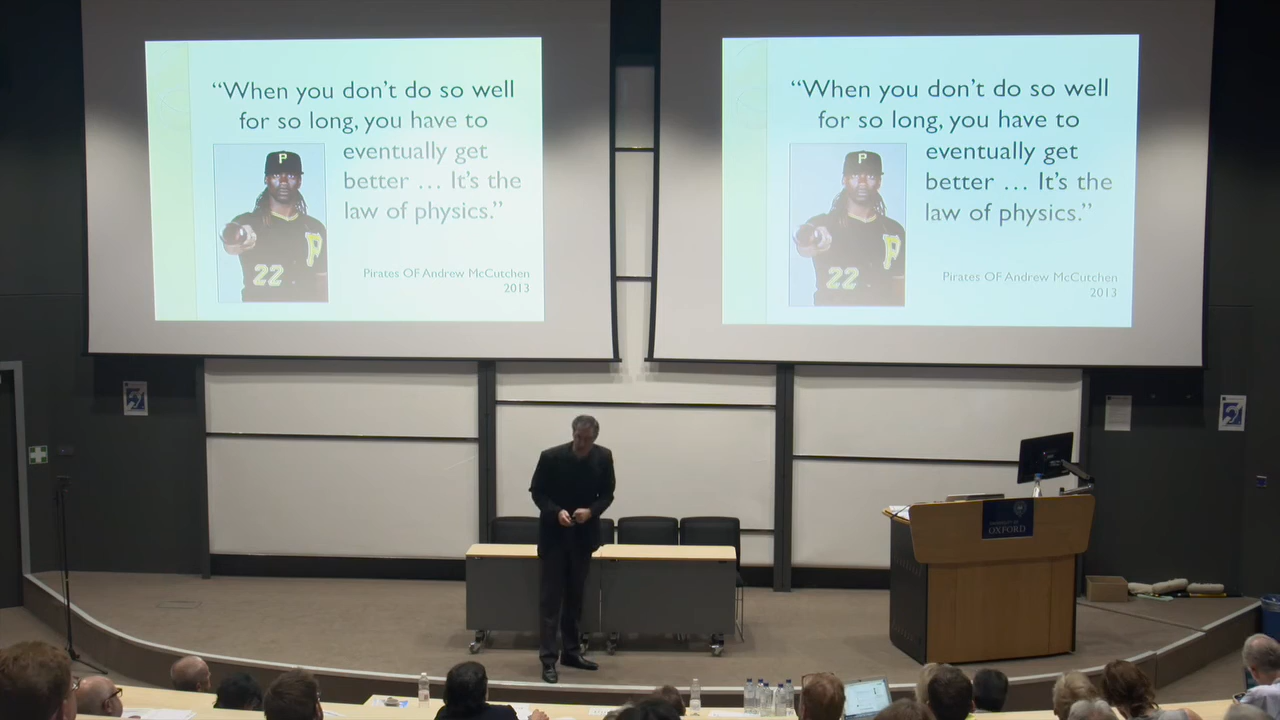 “When you don’t do so well
for so long, you have to
eventually get
better … It’s the
law of physics.”
P
22
P
Pirates OF Andrew McCutchen
2013
“When you don’t do so well
for so long, you have to
eventually get
better … It’s the
law of physics.”
P
22
P
Pirates OF Andrew McCutchen
2013
UNIVERSITY OF
OXFORD